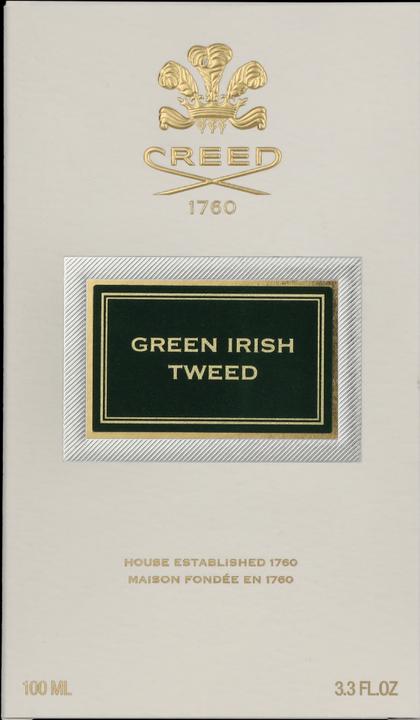 CREED
1760
GREEN IRISH
TWEED
HOUSE ESTABLISHED 1760
MAISON FONDÉE EN 1760
100 ML
3.3 FL.OZ